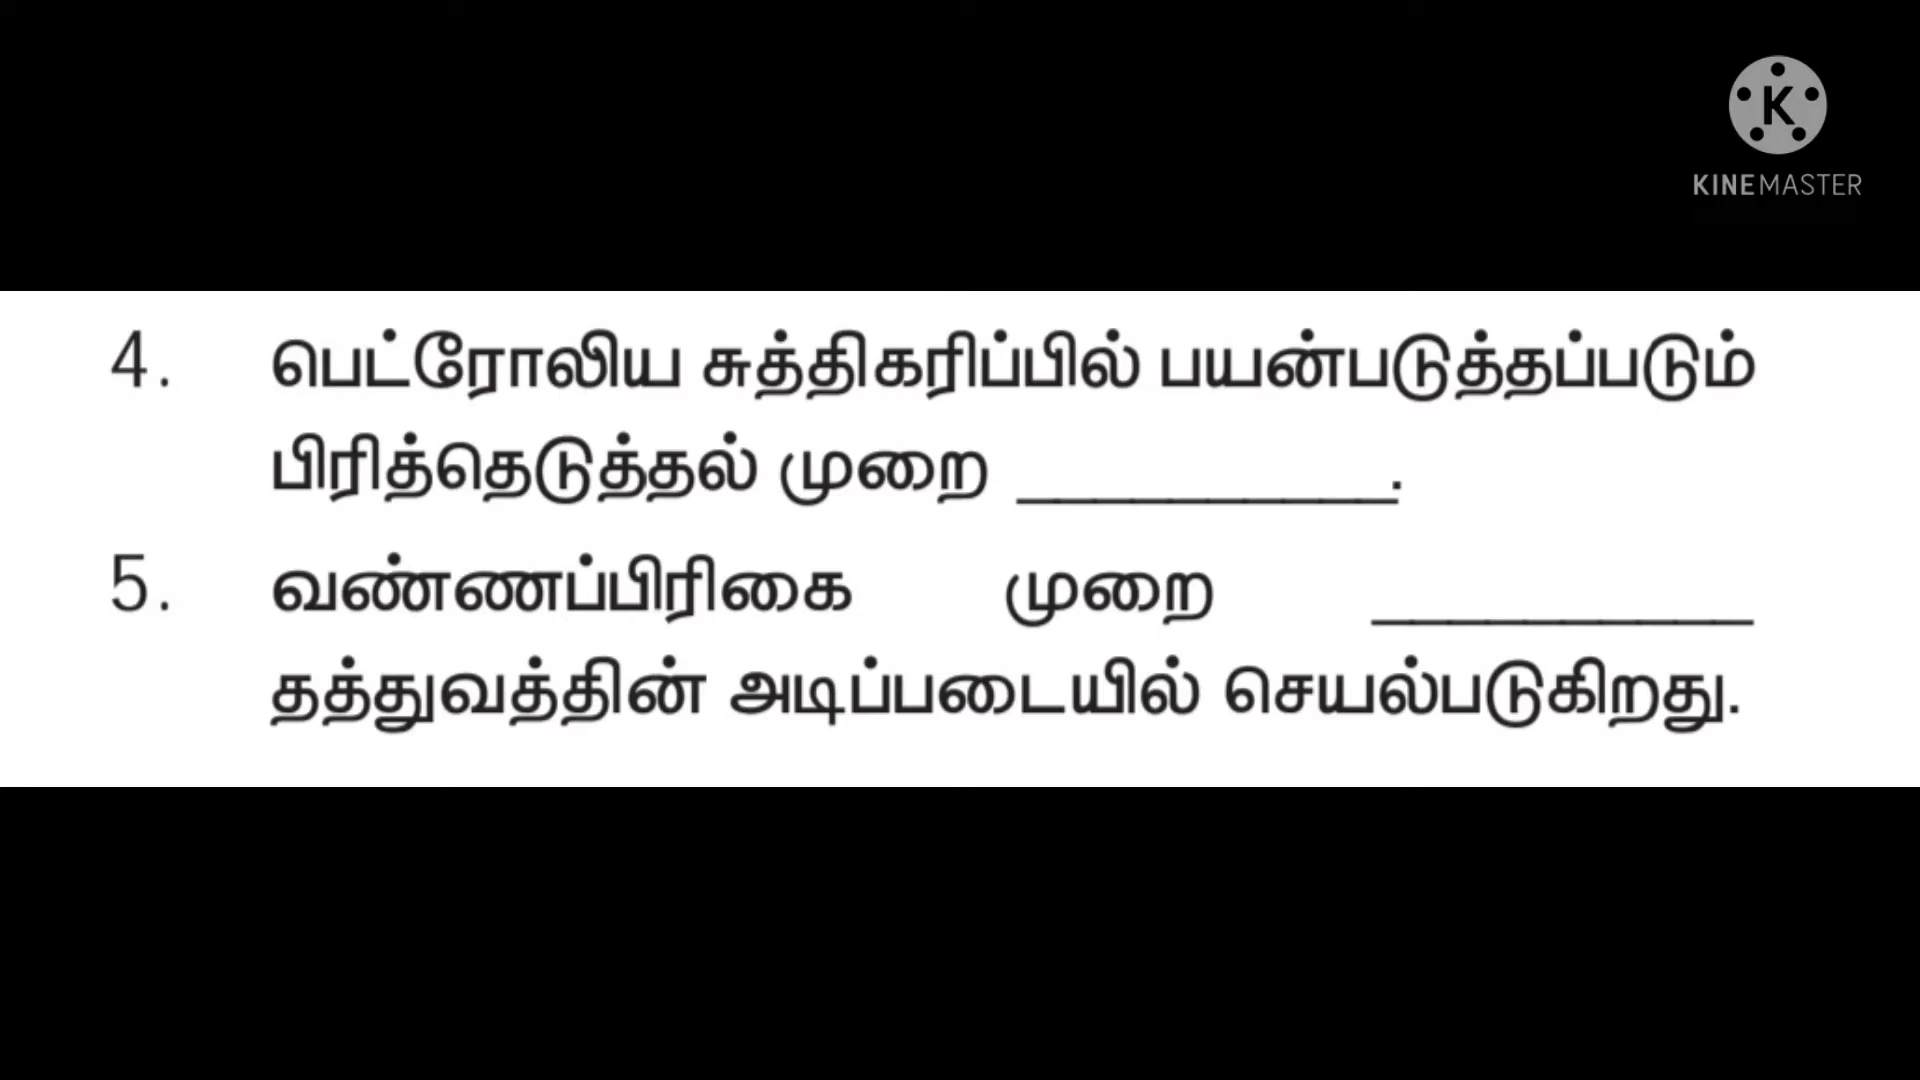 K
KINEMASTER
4. பெட்ரோலிய சுத்திகரிப்பில் பயன்படுத்தப்படும்
பிரித்தெடுத்தல் முறை ___________.
5. வண்ணப்பிரிகை முறை ___________
தத்துவத்தின் அடிப்படையில் செயல்படுகிறது.